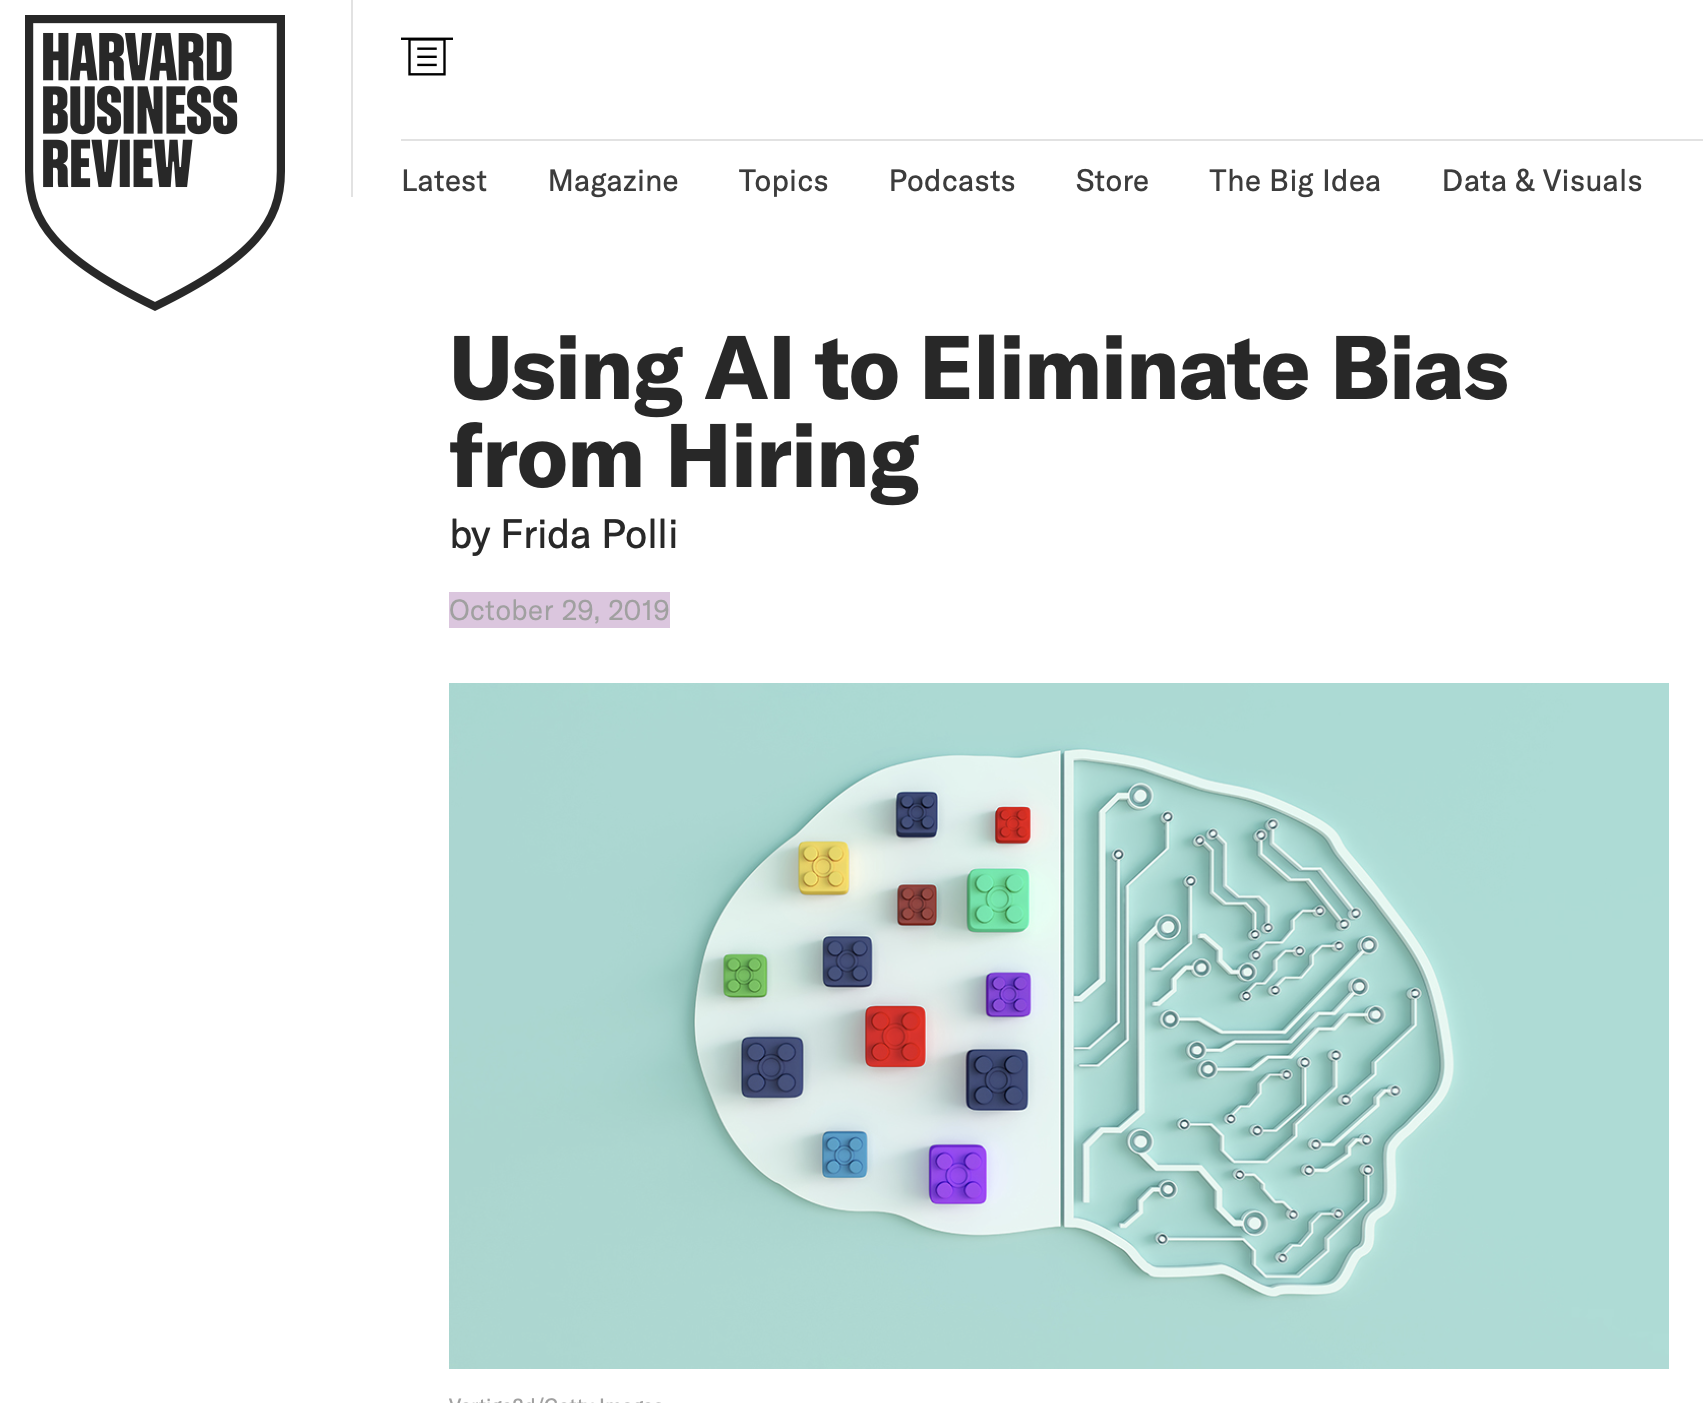 HARVARD
BUSINESS
REVIEW
Latest Magazine Topics Podcasts Store The Big Idea Data & Visuals
Using AI to Eliminate Bias
from Hiring
by Frida Polli
October 29, 2019